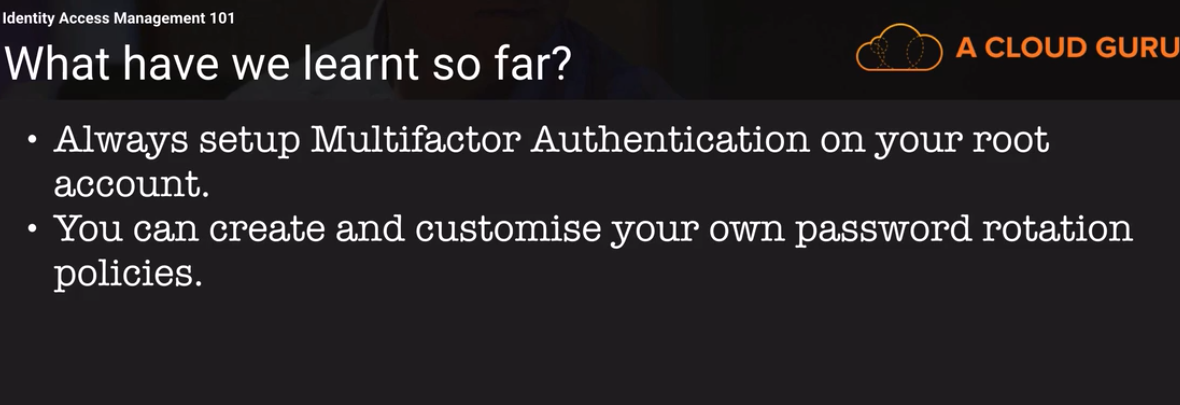 Identity Access Management 101
What have we learnt so far?
A CLOUD GURU
• Always setup Multifactor Authentication on your root
account.
• You can create and customise your own password rotation
policies.